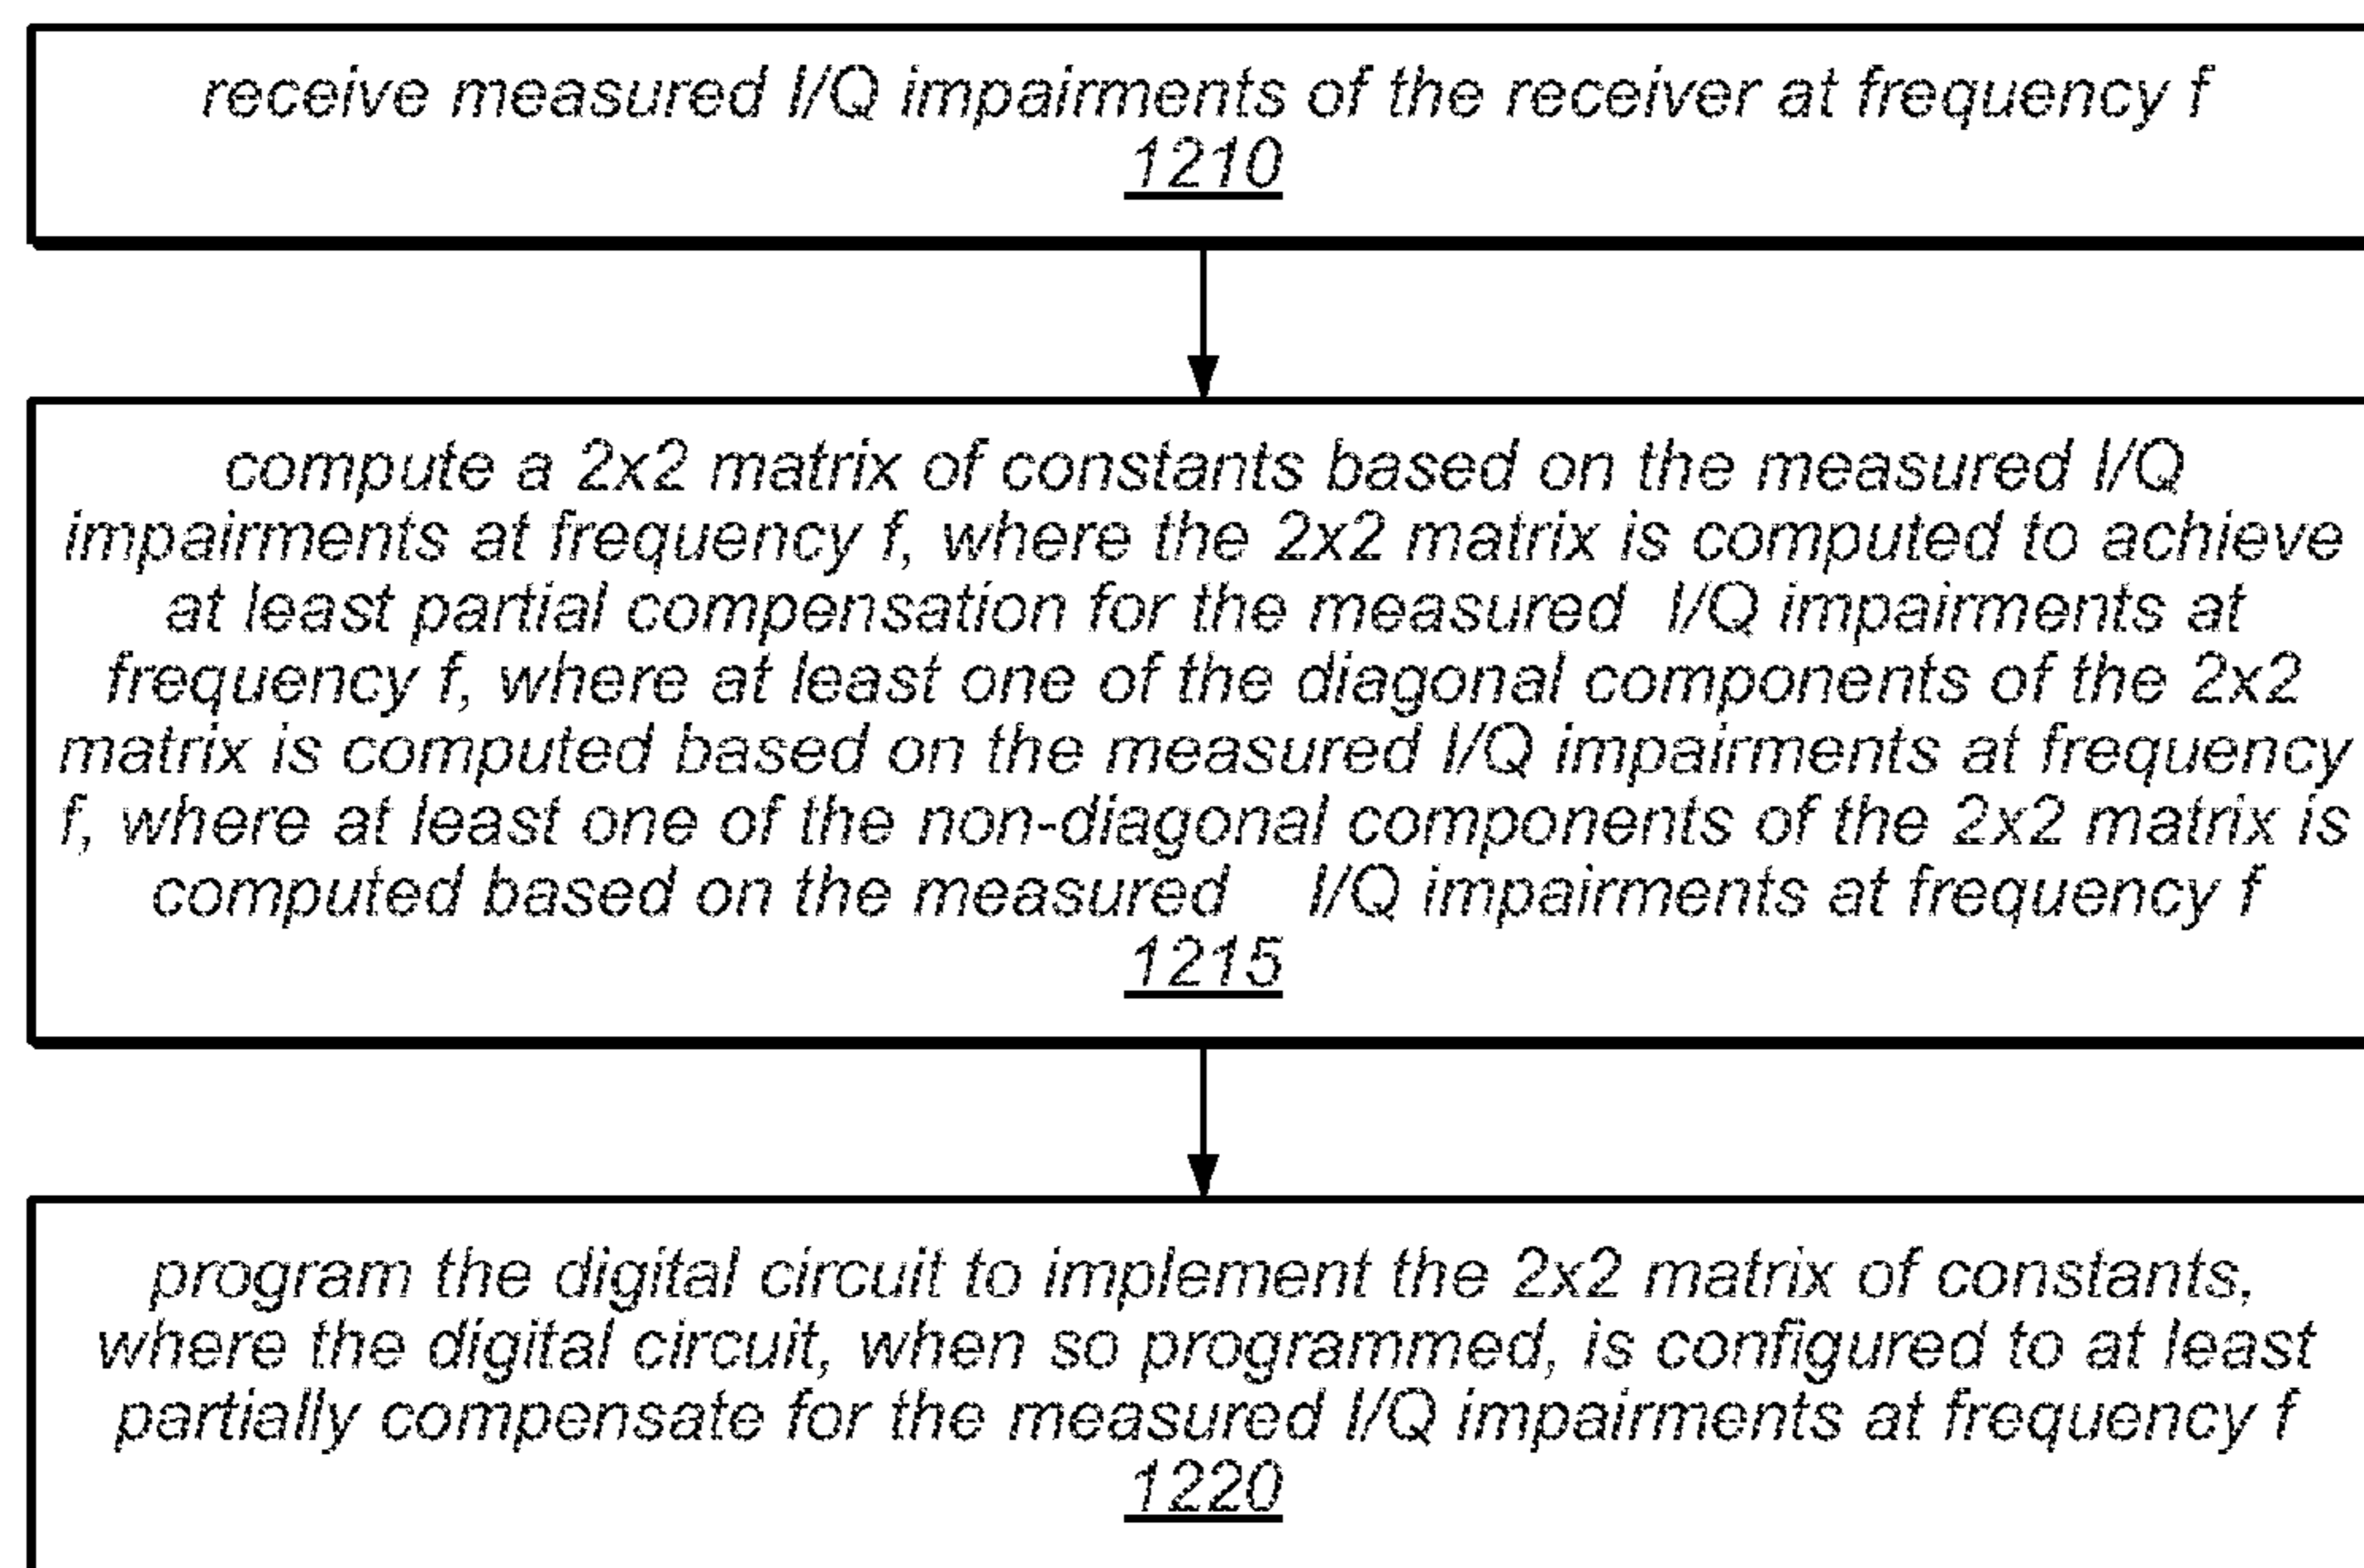 receive measured I/Q impairments of the receiver at frequency f
1210
compute a 2x2 matrix of constants based on the measured I/Q
impairments at frequency f, where the 2x2 matrix is computed to achieve
at least partial compensation for the measured I/Q impairments at
frequency f, where at least one of the diagonal components of the 2x2
matrix is computed based on the measured I/Q impairments at frequency
f, where at least one of the non-diagonal components of the 2x2 matrix is
computed based on the measured I/Q impairments at frequency f
1215
program the digital circuit to implement the 2x2 matrix of constants,
where the digital circuit, when so programmed, is configured to at least
partially compensate for the measured I/Q impairments at frequency f
1220